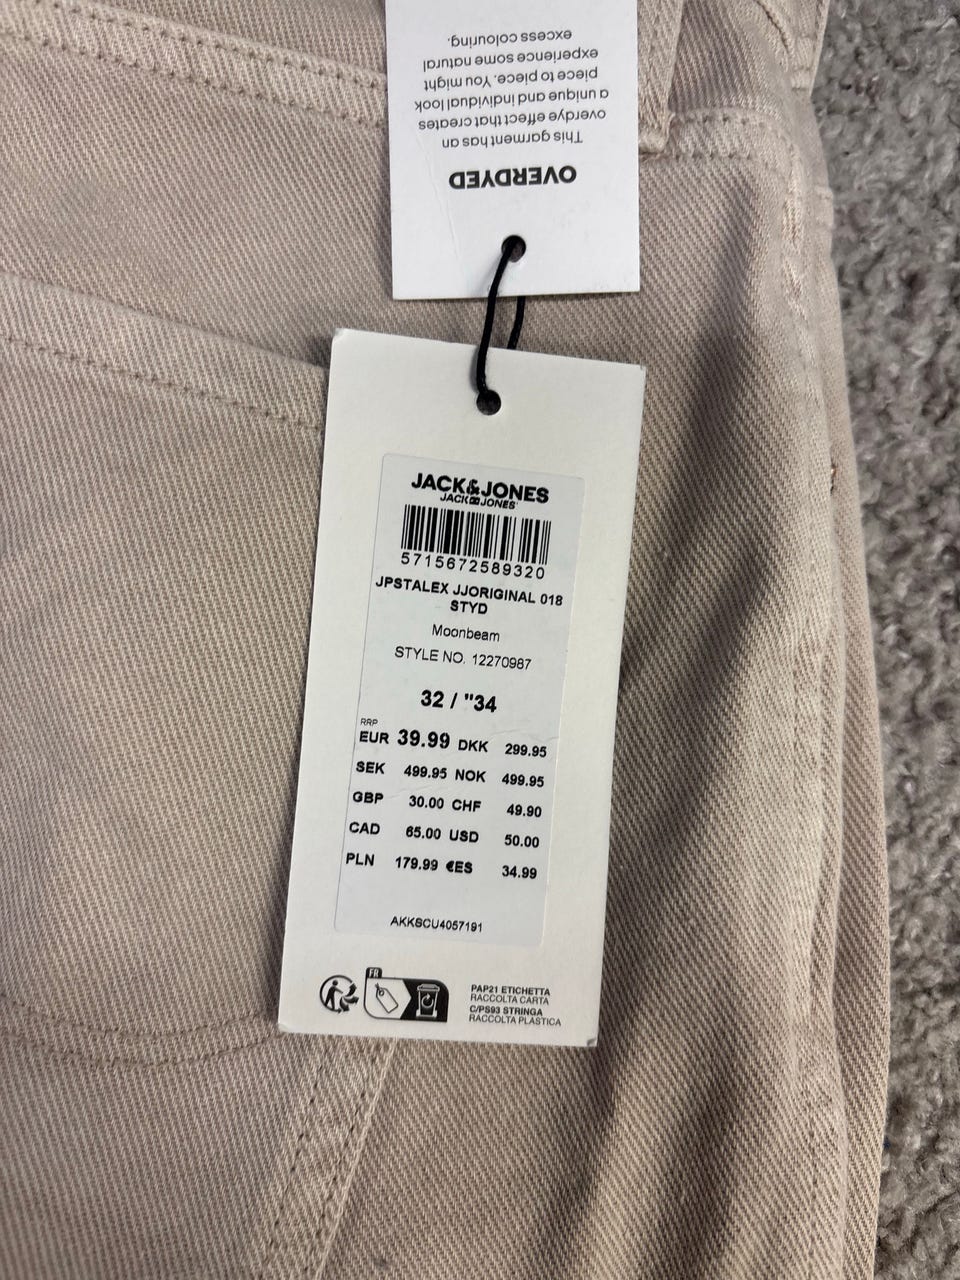 OVERDYED
This garment has an
overdye effect that creates
a unique and individual look
piece to piece. You might
experience some natural
excess colouring.
JACK&JONES
JACK & JONES
5715672589320
JPSTALEX JJORIGINAL 018
STYD
Moonbeam
STYLE NO. 12270987
32 / "34
RRP
EUR 39.99 DKK 299.95
SEK 499.95 NOK 499.95
GBP 30.00 CHF 49.90
CAD 65.00 USD 50.00
PLN 179.99 €ES 34.99
AKKSCU4057191
FR
PAP21 ETICHETTA
RACCOLTA CARTA
C/PS93 STRINGA
RACCOLTA PLASTICA